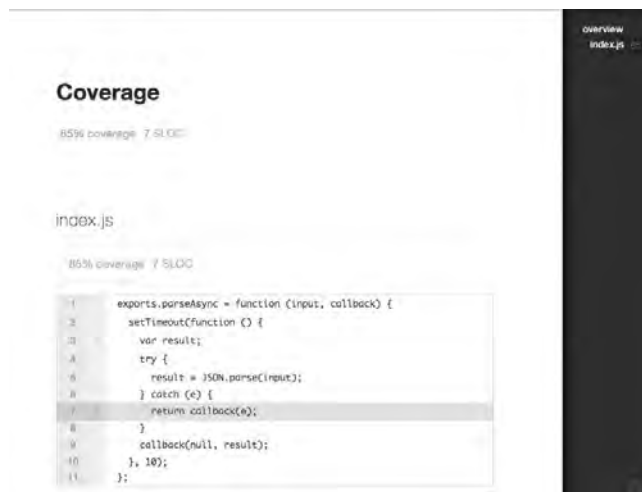 overview
index.js
Coverage
85% coverage 7 SLOC
index.js
85% coverage 7 SLOC
1 exports.parseAsync = function (input, callback) {
2 setTimeout(function () {
3 var result;
4 try {
5 result = JSON.parse(input);
6 } catch (e) {
7 return callback(e);
8 }
9 callback(null, result);
10 }, 10);
11 };